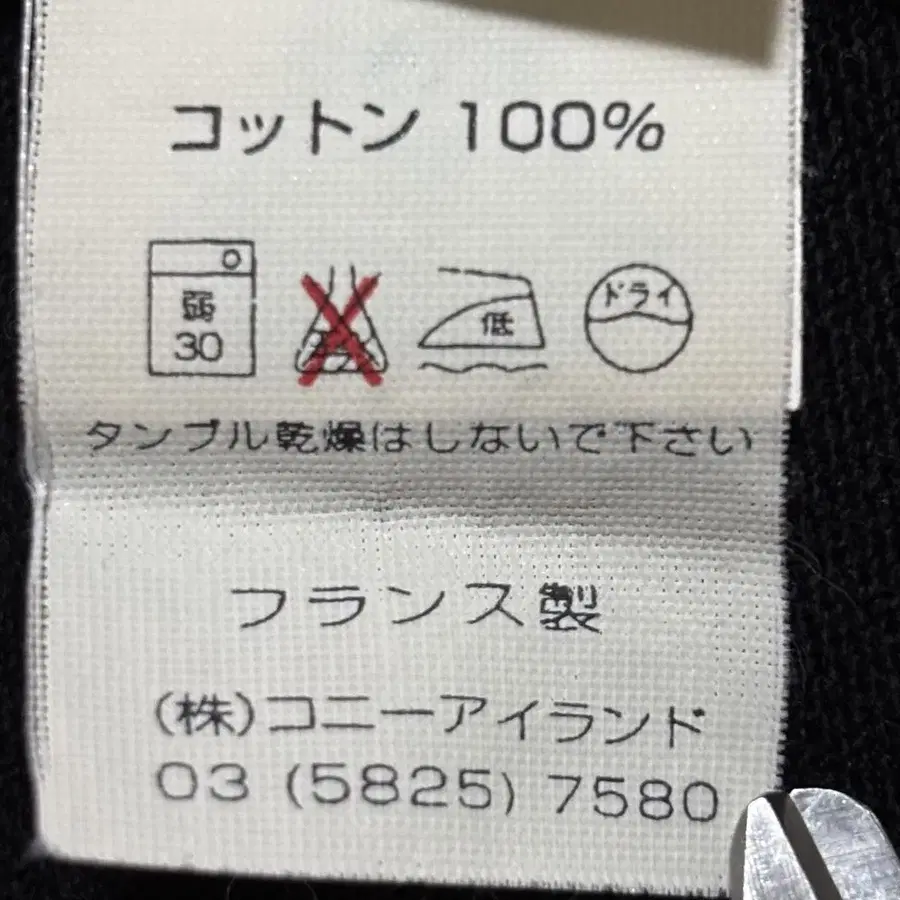 コットン 100%
弱
30
低
ドライ
タンブル乾燥はしないで下さい
フランス製
(株)コニーアイランド
03 (5825) 7580